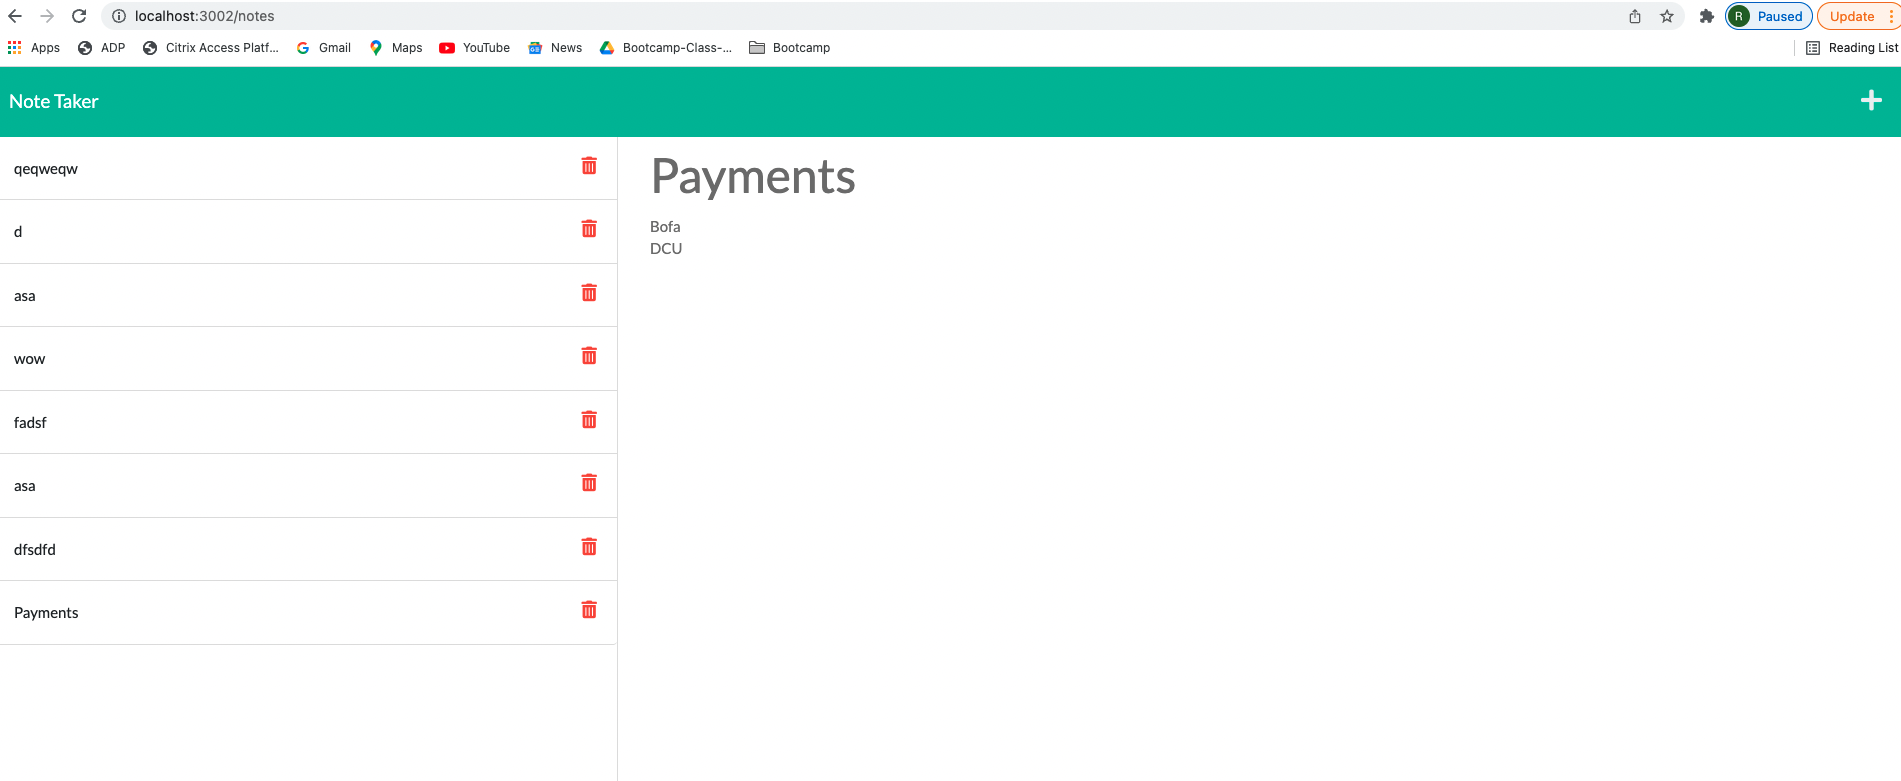 localhost:3002/notes
R Paused Update
Apps ADP Citrix Access Platf... Gmail Maps YouTube News Bootcamp-Class-... Bootcamp Reading List
Note Taker
qeqweqw
d
asa
wow
fadsf
asa
dfsdfd
Payments
Payments
Bofa
DCU